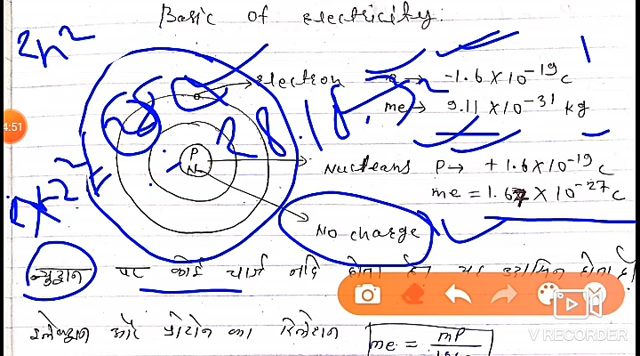 Basic of electricity.
2n²
electron e → -1.6 X 10⁻¹⁹ c
me → 9.11 X 10⁻³¹ kg
4:51
2 8.18.
P
N
Nucleans P → + 1.6 X 10⁻¹⁹ c
me = 1.67 X 10⁻²⁷ c
No charge
न्युट्रान पर कोई चार्ज नहि होता है
इलेक्ट्रान और प्रोटोन का रिलेशन me = mP
V RECORDER